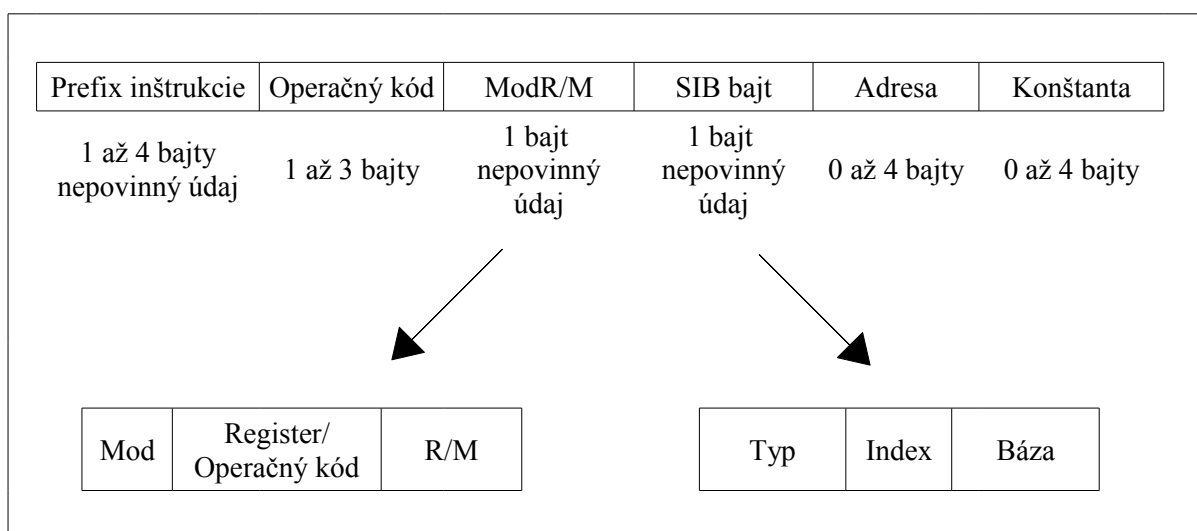 Prefix inštrukcie Operačný kód ModR/M SIB bajt Adresa Konštanta
1 až 4 bajty
nepovinný údaj
1 až 3 bajty
1 bajt
nepovinný
údaj
1 bajt
nepovinný
údaj
0 až 4 bajty
0 až 4 bajty
Mod
Register/
Operačný kód
R/M
Typ
Index
Báza